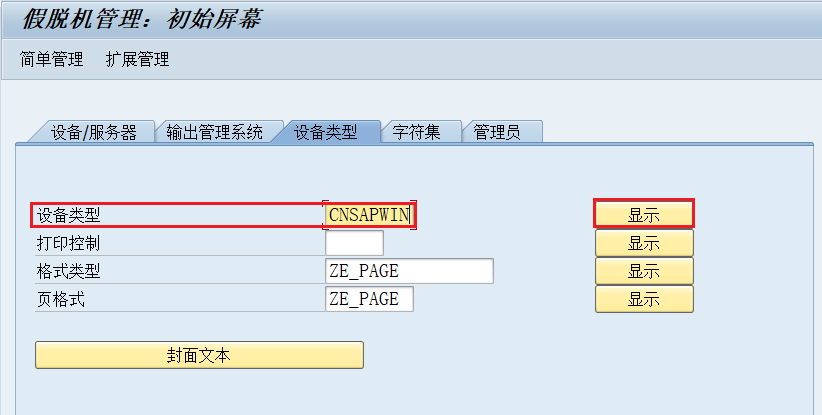 假脱机管理：初始屏幕
简单管理 扩展管理
设备/服务器 输出管理系统 设备类型 字符集 管理员
设备类型 CNSAPWIN 显示
打印控制 显示
格式类型 ZE_PAGE 显示
页格式 ZE_PAGE 显示
封面文本